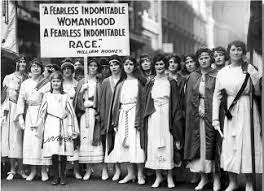 "A FEARLESS INDOMITABLE
WOMANHOOD
A FEARLESS INDOMITABLE
RACE."
WILLIAM ROONEY.